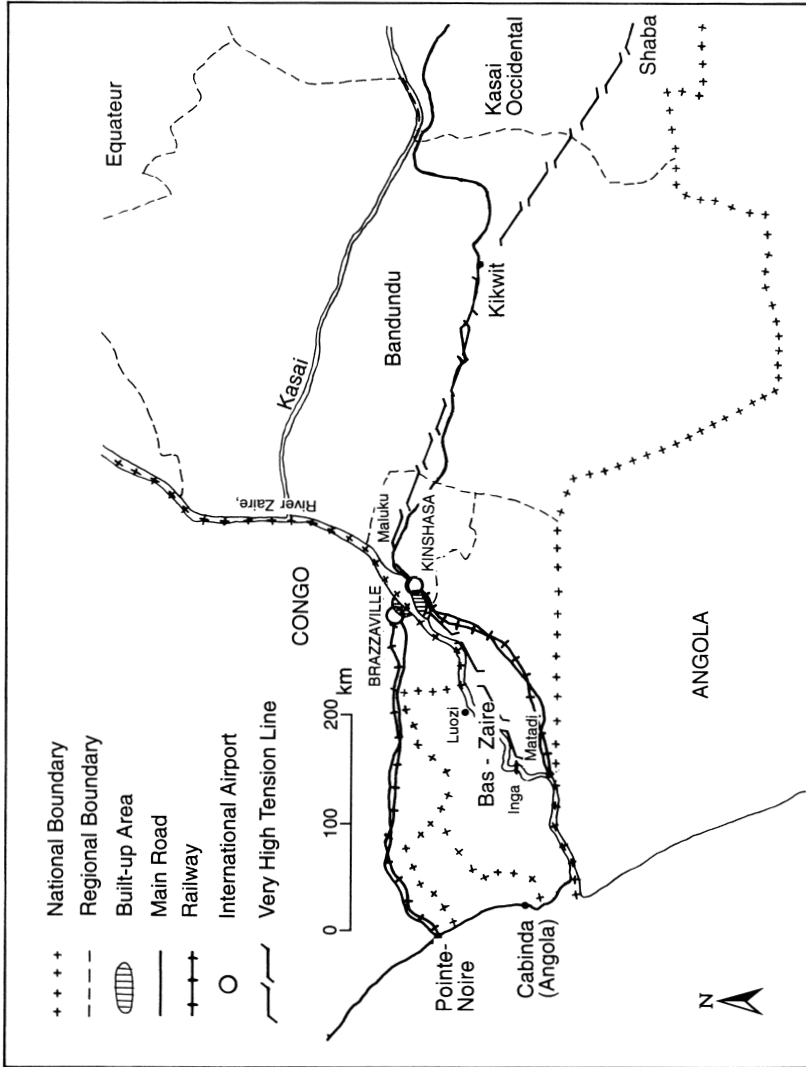 National Boundary
Regional Boundary
Built-up Area
Main Road
Railway
International Airport
Very High Tension Line
0
100
200
km
Equateur
Kasai
Occidental
Shaba
Kasai
Bandundu
Kikwit
River Zaire,
Maluku
KINSHASA
CONGO
BRAZZAVILLE
Luozi
Bas - Zaire
Inga
Matadi
ANGOLA
Pointe-
Noire
Cabinda
(Angola)
N